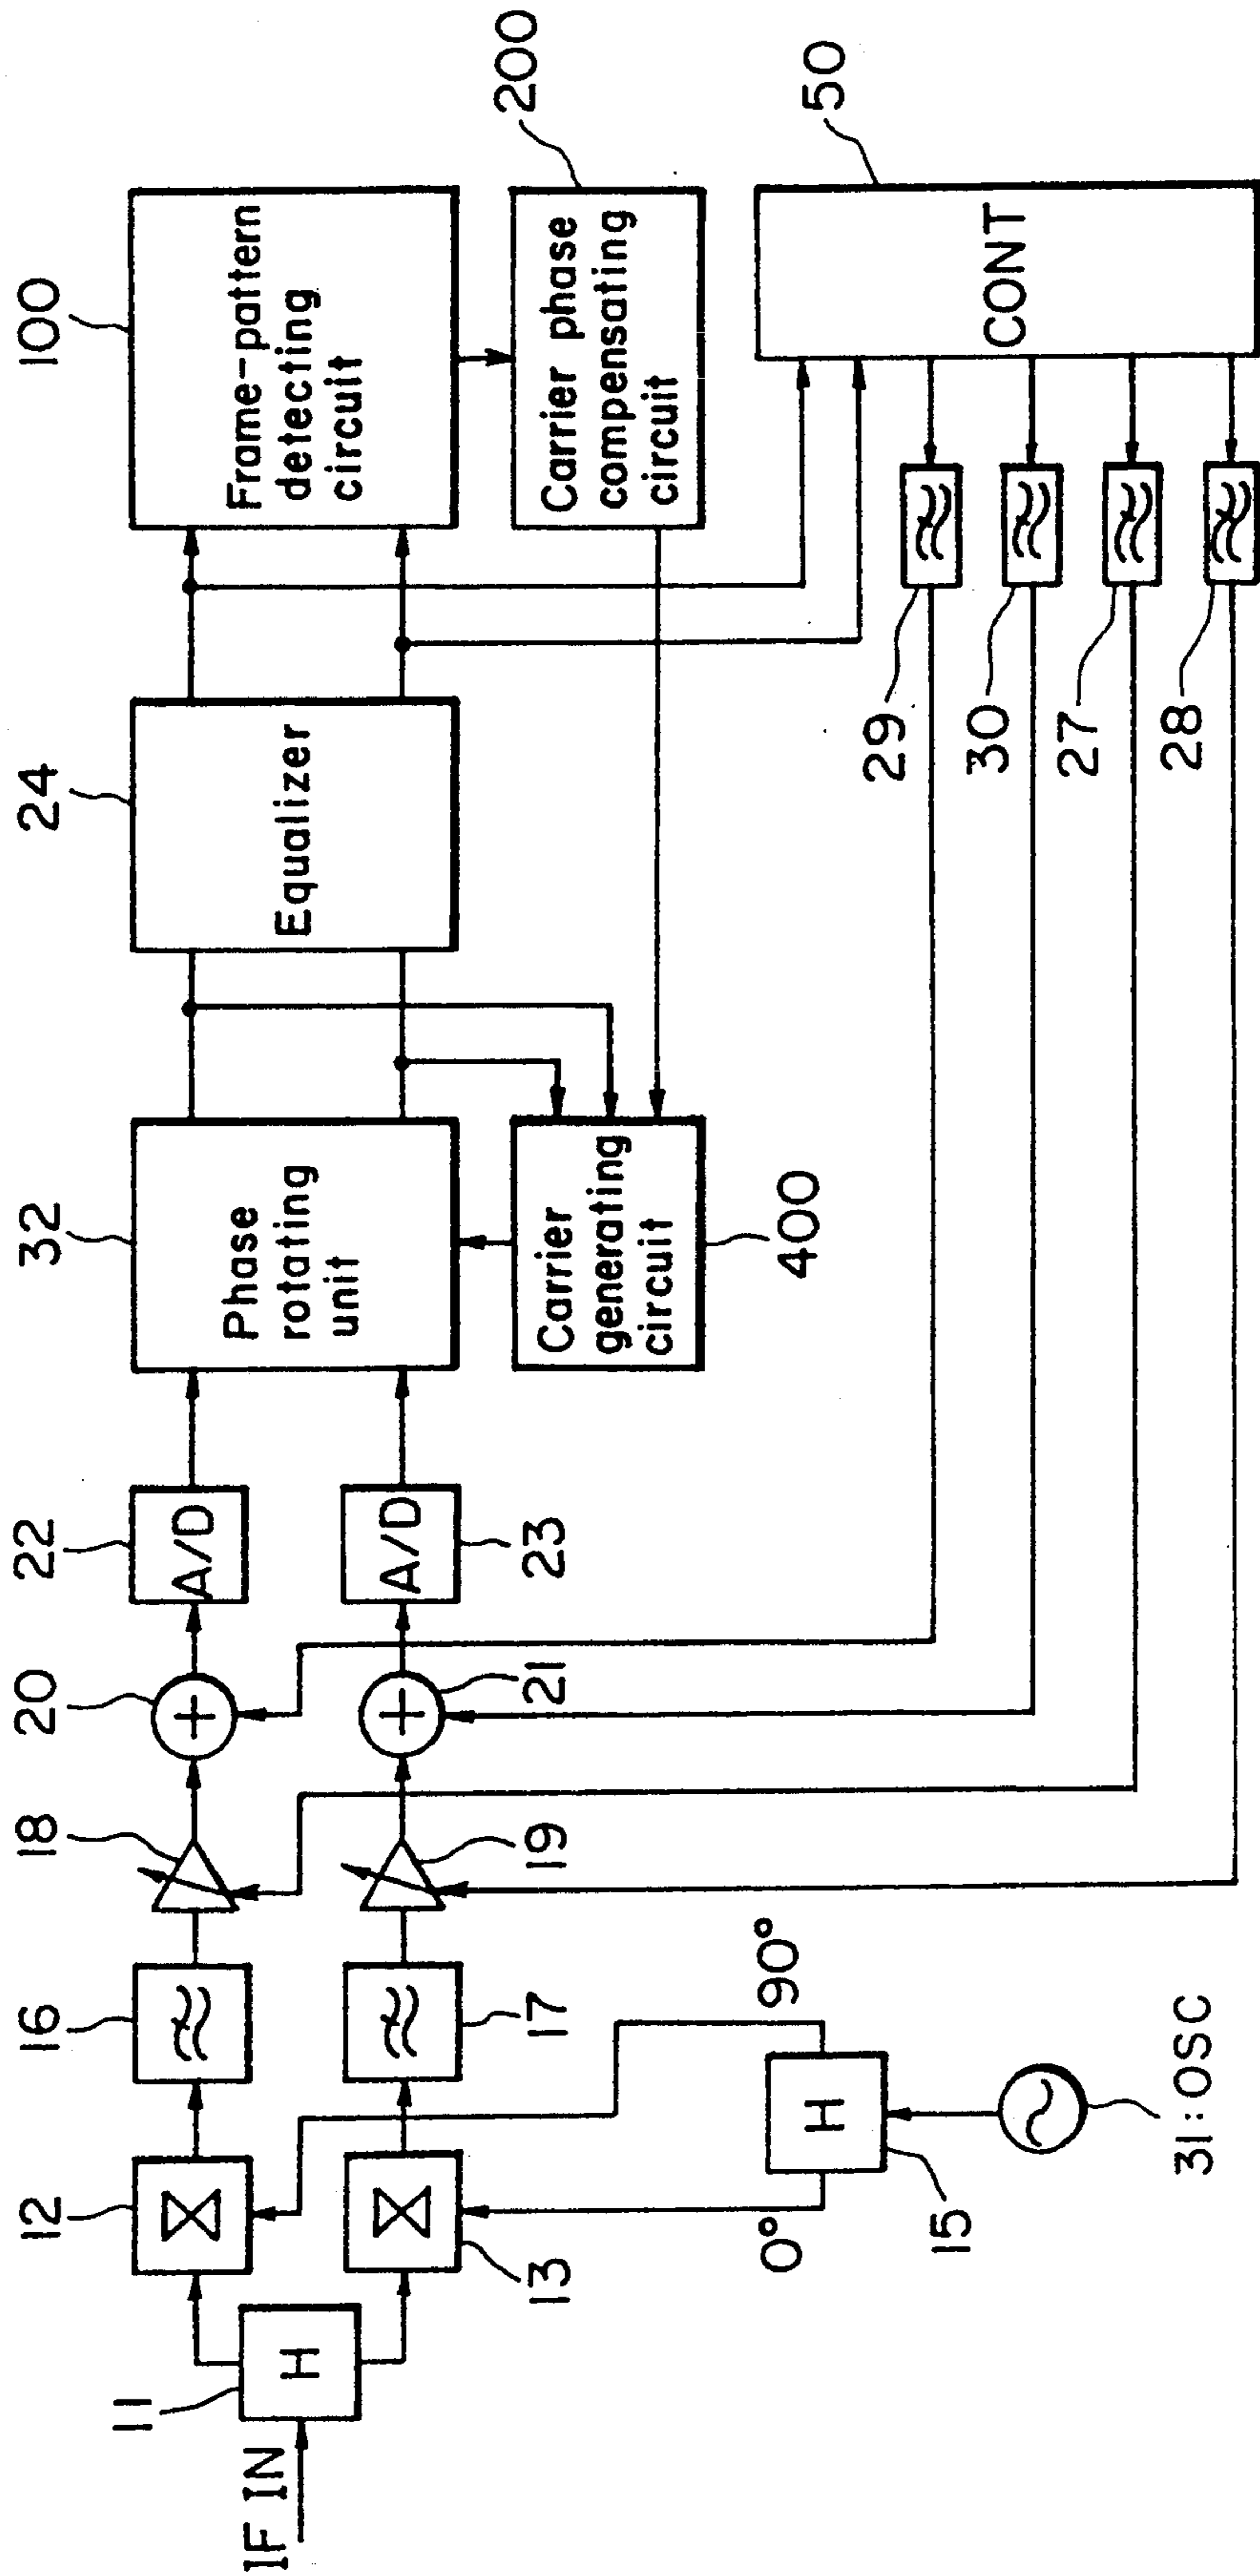 IF IN
11
H
12
13
16
17
18
19
20
21
22
A/D
A/D
23
32
Phase
rotating
unit
24
Equalizer
100
Frame-pattern
detecting
circuit
Carrier
generating
circuit
400
Carrier phase
compensating
circuit
200
0°
90°
H
15
31:OSC
29
30
27
28
CONT
50